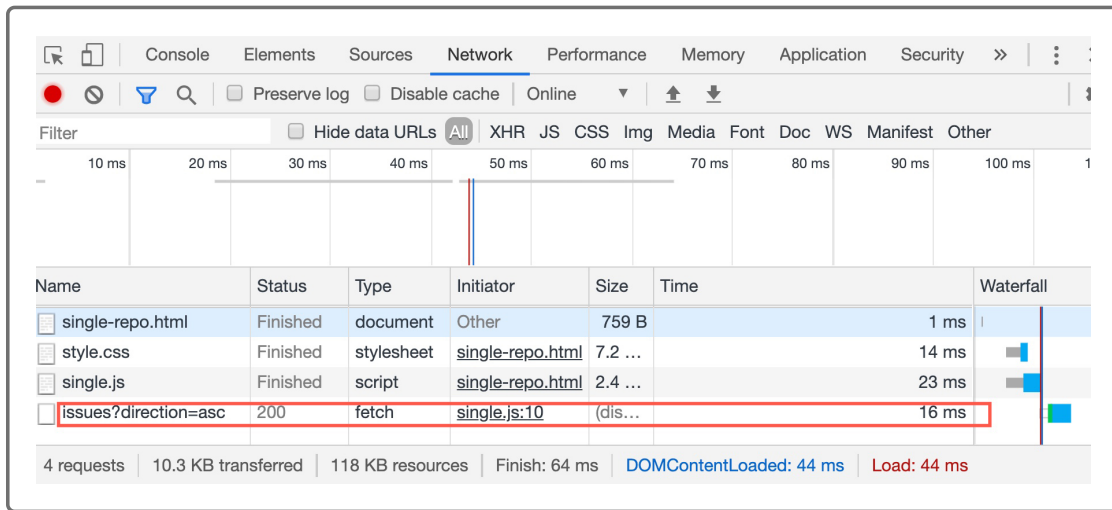 Console Elements Sources Network Performance Memory Application Security »
Preserve log Disable cache Online
Filter Hide data URLs All XHR JS CSS Img Media Font Doc WS Manifest Other
10 ms 20 ms 30 ms 40 ms 50 ms 60 ms 70 ms 80 ms 90 ms 100 ms 1
Name Status Type Initiator Size Time Waterfall
single-repo.html Finished document Other 759 B 1 ms
style.css Finished stylesheet single-repo.html 7.2 ... 14 ms
single.js Finished script single-repo.html 2.4 ... 23 ms
issues?direction=asc 200 fetch single.js:10 (dis... 16 ms
4 requests 10.3 KB transferred 118 KB resources Finish: 64 ms DOMContentLoaded: 44 ms Load: 44 ms